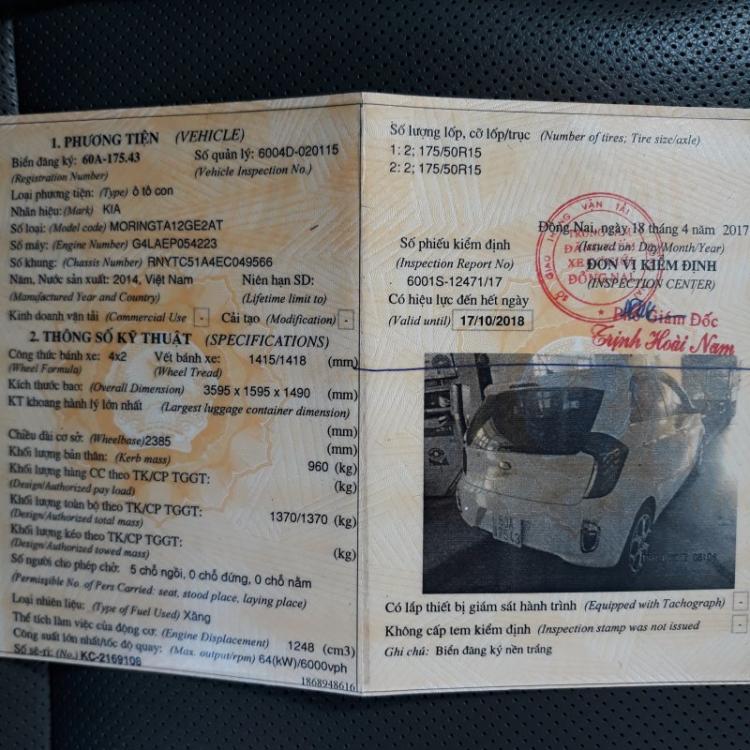 1. PHƯƠNG TIỆN (VEHICLE)
Biển đăng ký: 60A-175.43 Số quản lý: 6004D-020115
(Registration Number) (Vehicle Inspection No.)
Loại phương tiện: (Type) ô tô con
Nhãn hiệu: (Mark) KIA
Số loại: (Model code) MORINGTA12GE2AT
Số máy: (Engine Number) G4LAEP054223
Số khung: (Chassis Number) RNYTC51A4EC049566
Năm, Nước sản xuất: 2014, Việt Nam Niên hạn SD:
(Manufactured Year and Country) (Lifetime limit to)
Kinh doanh vận tải (Commercial Use - Cải tạo (Modification) -
2. THÔNG SỐ KỸ THUẬT (SPECIFICATIONS)
Công thức bánh xe: 4x2 Vết bánh xe: 1415/1418 (mm)
(Wheel Formula) (Wheel Tread)
Kích thước bao: (Overall Dimension) 3595 x 1595 x 1490 (mm)
KT khoang hành lý lớn nhất (Largest luggage container dimension)
(mm)
Chiều dài cơ sở: (Wheelbase)2385 (mm)
Khối lượng bản thân: (Kerb mass) 960 (kg)
Khối lượng hàng CC theo TK/CP TGGT: (kg)
(Design/Authorized pay load)
Khối lượng toàn bộ theo TK/CP TGGT: 1370/1370 (kg)
(Design/Authorized total mass)
Khối lượng kéo theo TK/CP TGGT: (kg)
(Design/Authorized towed mass)
Số người cho phép chở: 5 chỗ ngồi, 0 chỗ đứng, 0 chỗ nằm
(Permissible No. of Pers Carried: seat, stood place, laying place)
Loại nhiên liệu: (Type of Fuel Used) Xăng
Thể tích làm việc của động cơ: (Engine Displacement) 1248 (cm3)
Công suất lớn nhất/tốc độ quay: (Max. output/rpm) 64(kW)/6000vph
Số sê-ri: (No.) KC-2169106
1868948616
Số lượng lốp, cỡ lốp/trục (Number of tires; Tire size/axle)
1: 2; 175/50R15
2: 2; 175/50R15
Đồng Nai, ngày 18 tháng 4 năm 2017
(Issued on: Day/Month/Year)
Số phiếu kiểm định ĐƠN VỊ KIỂM ĐỊNH
(Inspection Report No) (INSPECTION CENTER)
6001S-12471/17
Có hiệu lực đến hết ngày
(Valid until) 17/10/2018
Phó Giám Đốc
Trịnh Hoài Nam
SỞ GIAO THÔNG VẬN TẢI
ĐỒNG NAI
60A
17543
Có lắp thiết bị giám sát hành trình (Equipped with Tachograph) -
Không cấp tem kiểm định (Inspection stamp was not issued -
Ghi chú: Biển đăng ký nền trắng